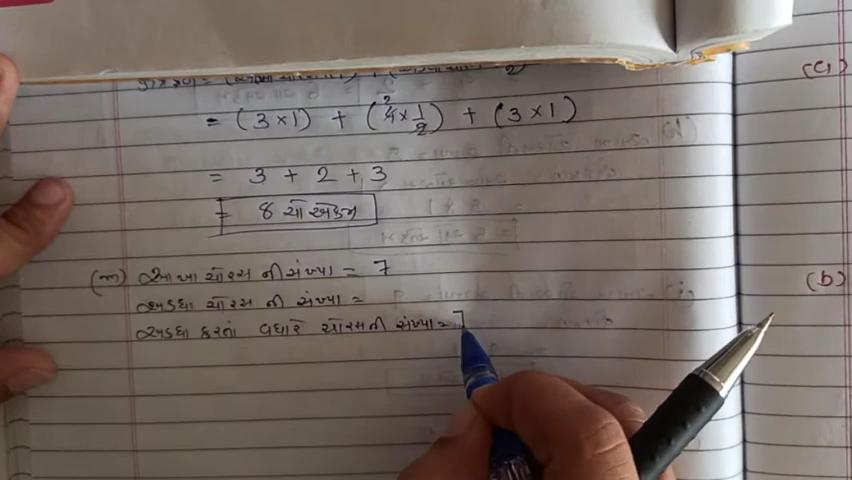 = (3 × 1) + (4 × 1/2) + (3 × 1)
= 3 + 2 + 3
= 8 ચો એકમ
(m) આખા ચોરસ ની સંખ્યા = 7
અડધા ચોરસ ની સંખ્યા =
અડધા કરતાં વધારે ચોરસની સંખ્યા = 7
(b)